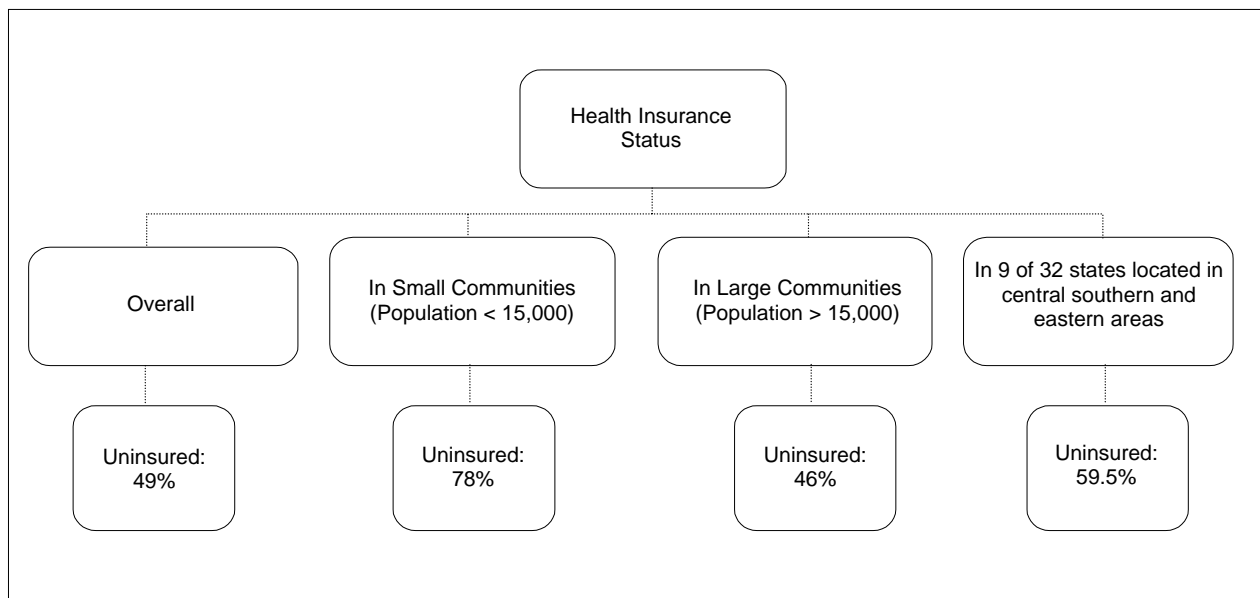 Health Insurance
Status
Overall
In Small Communities
(Population < 15,000)
In Large Communities
(Population > 15,000)
In 9 of 32 states located in
central southern and
eastern areas
Uninsured:
49%
Uninsured:
78%
Uninsured:
46%
Uninsured:
59.5%